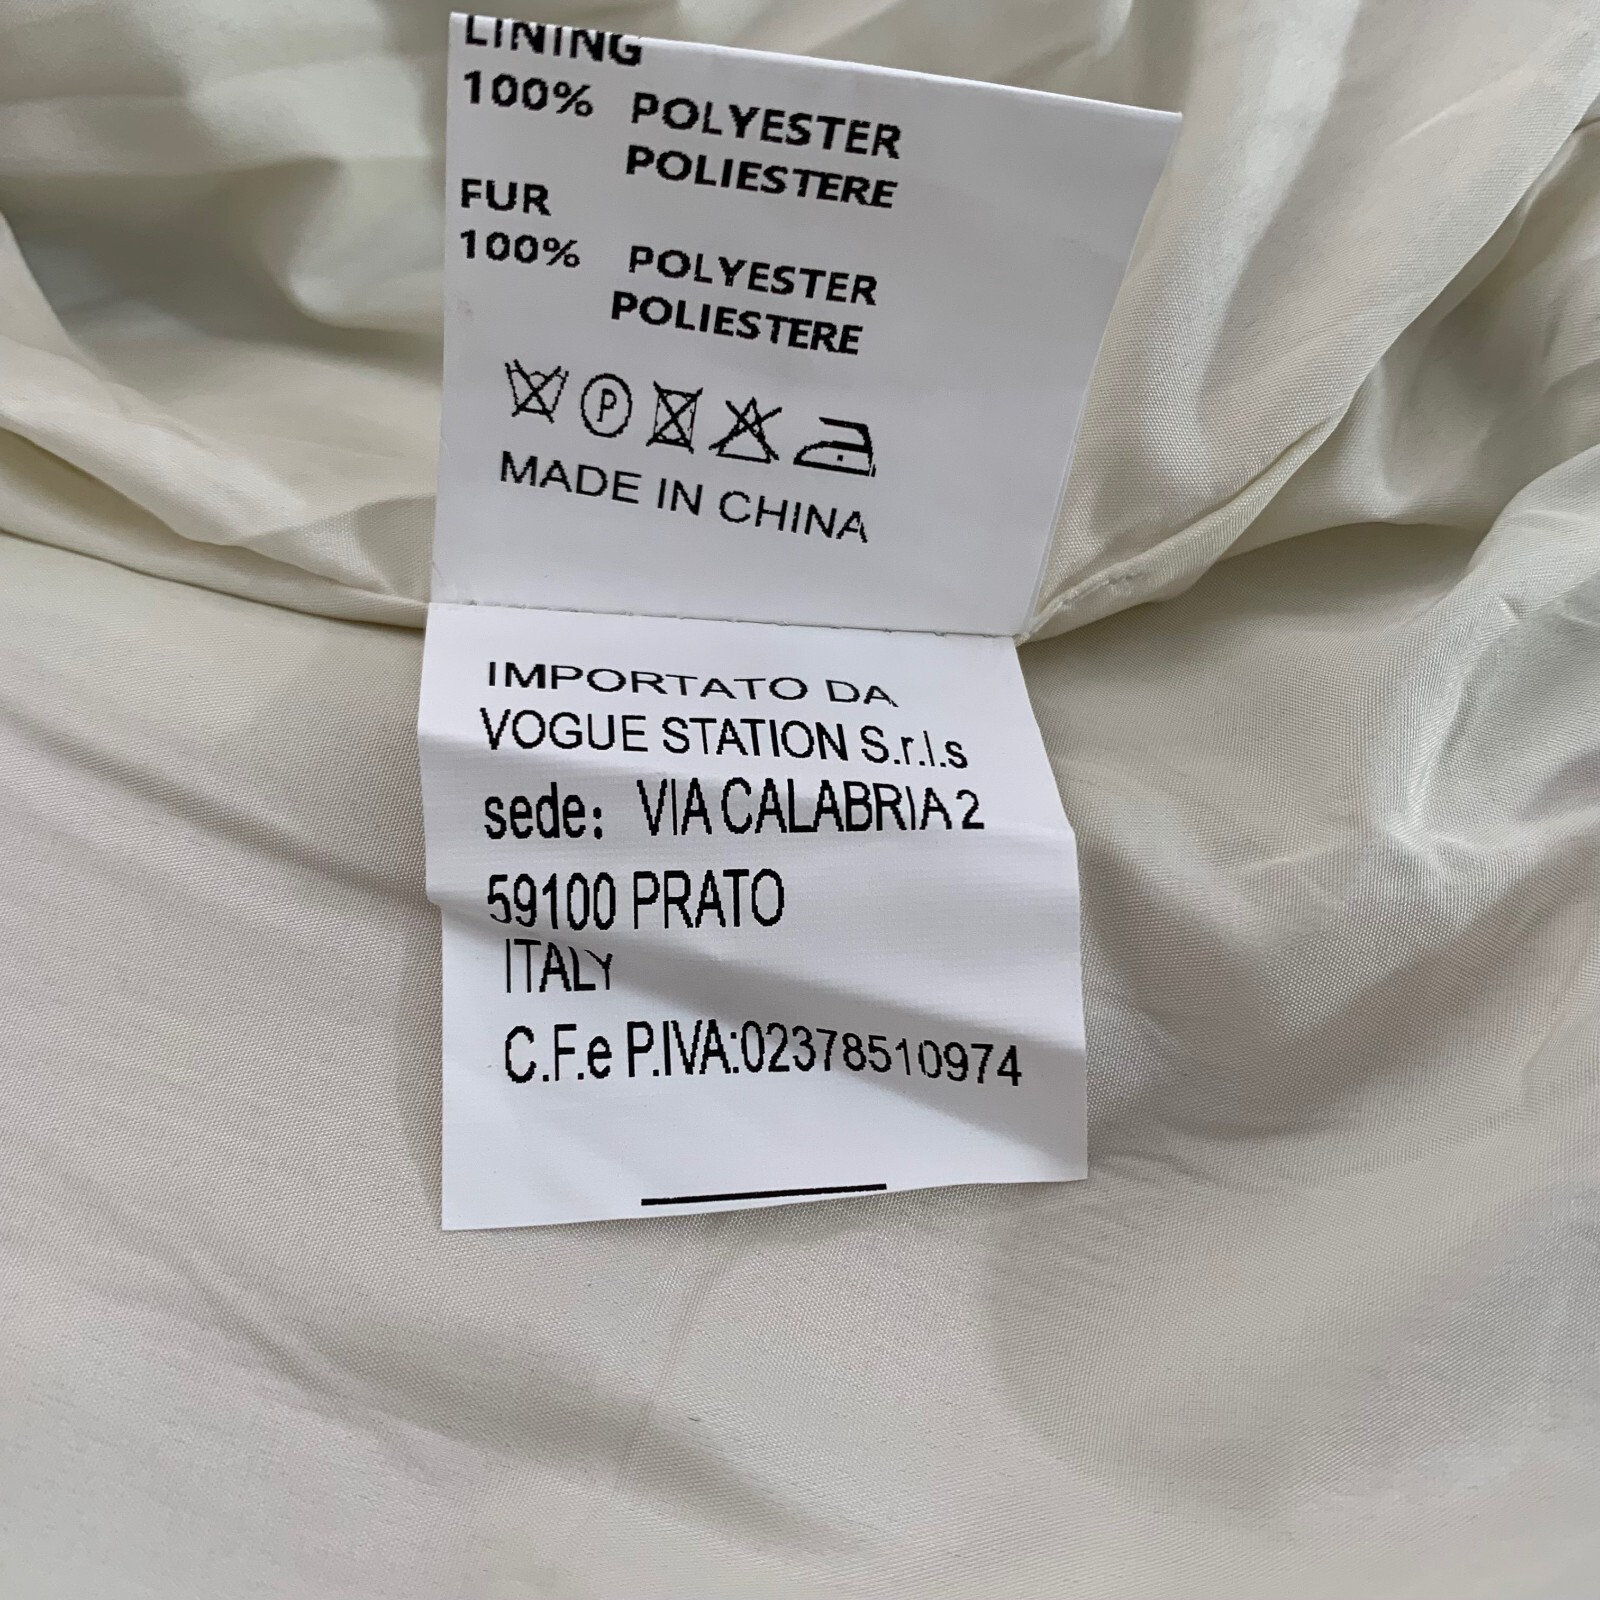 LINING
100% POLYESTER
POLIESTERE
FUR
100% POLYESTER
POLIESTERE
P
MADE IN CHINA
IMPORTATO DA
VOGUE STATION S.r.l.s
sede: VIA CALABRIA 2
59100 PRATO
ITALY
C.F.e P.IVA:02378510974